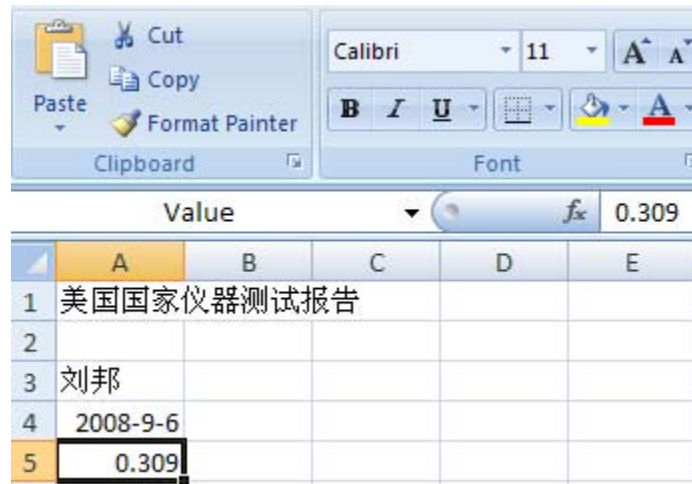 Cut
Copy
Paste
Format Painter
Clipboard
Calibri 11 A A
B I U A
Font
Value fx 0.309
A B C D E
1 美国国家仪器测试报告
2
3 刘邦
4 2008-9-6
5 0.309